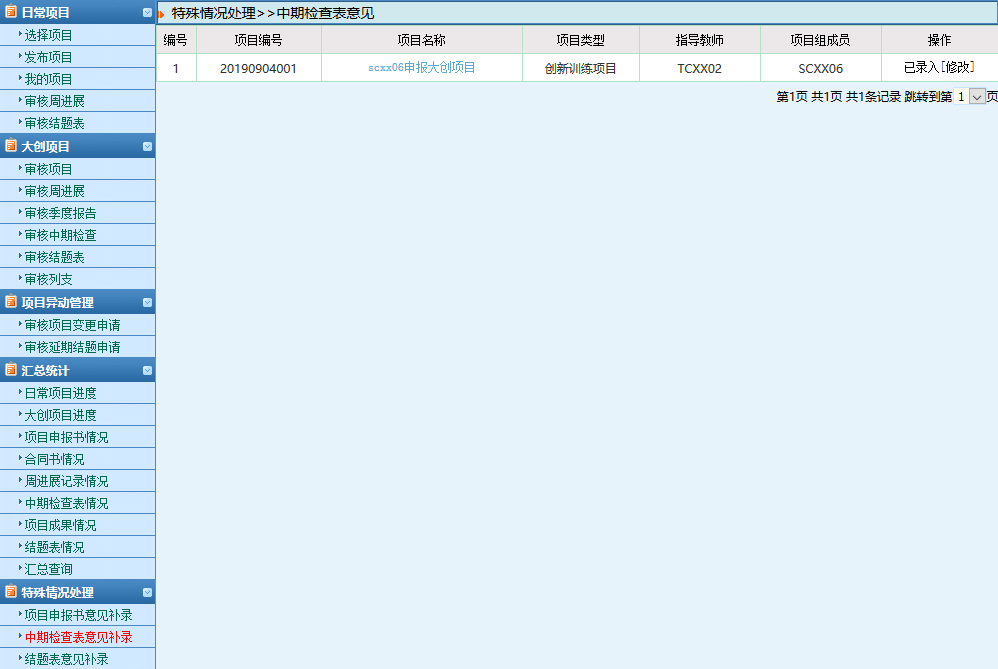 日常项目
选择项目
发布项目
我的项目
审核周进展
审核结题表
大创项目
审核项目
审核周进展
审核季度报告
审核中期检查
审核结题表
审核列支
项目异动管理
审核项目变更申请
审核延期结题申请
汇总统计
日常项目进度
大创项目进度
项目申报书情况
合同书情况
周进展记录情况
中期检查表情况
项目成果情况
结题表情况
汇总查询
特殊情况处理
项目申报书意见补录
中期检查表意见补录
结题表意见补录
特殊情况处理>>中期检查表意见
编号 项目编号 项目名称 项目类型 指导教师 项目组成员 操作
1 20190904001 scxx06申报大创项目 创新训练项目 TCXX02 SCXX06 已录入[修改]
第1页 共1页 共1条记录 跳转到第 1 页